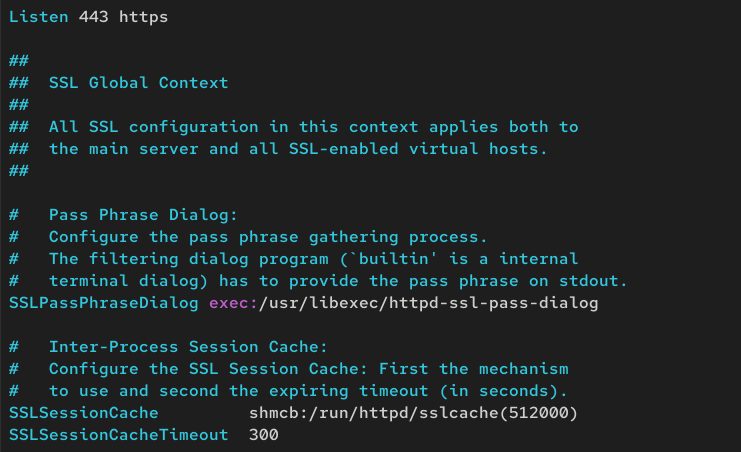 Listen 443 https
##
##  SSL Global Context
##
##  All SSL configuration in this context applies both to
##  the main server and all SSL-enabled virtual hosts.
##
#   Pass Phrase Dialog:
#   Configure the pass phrase gathering process.
#   The filtering dialog program (`builtin' is a internal
#   terminal dialog) has to provide the pass phrase on stdout.
SSLPassPhraseDialog exec:/usr/libexec/httpd-ssl-pass-dialog
#   Inter-Process Session Cache:
#   Configure the SSL Session Cache: First the mechanism
#   to use and second the expiring timeout (in seconds).
SSLSessionCache         shmcb:/run/httpd/sslcache(512000)
SSLSessionCacheTimeout  300